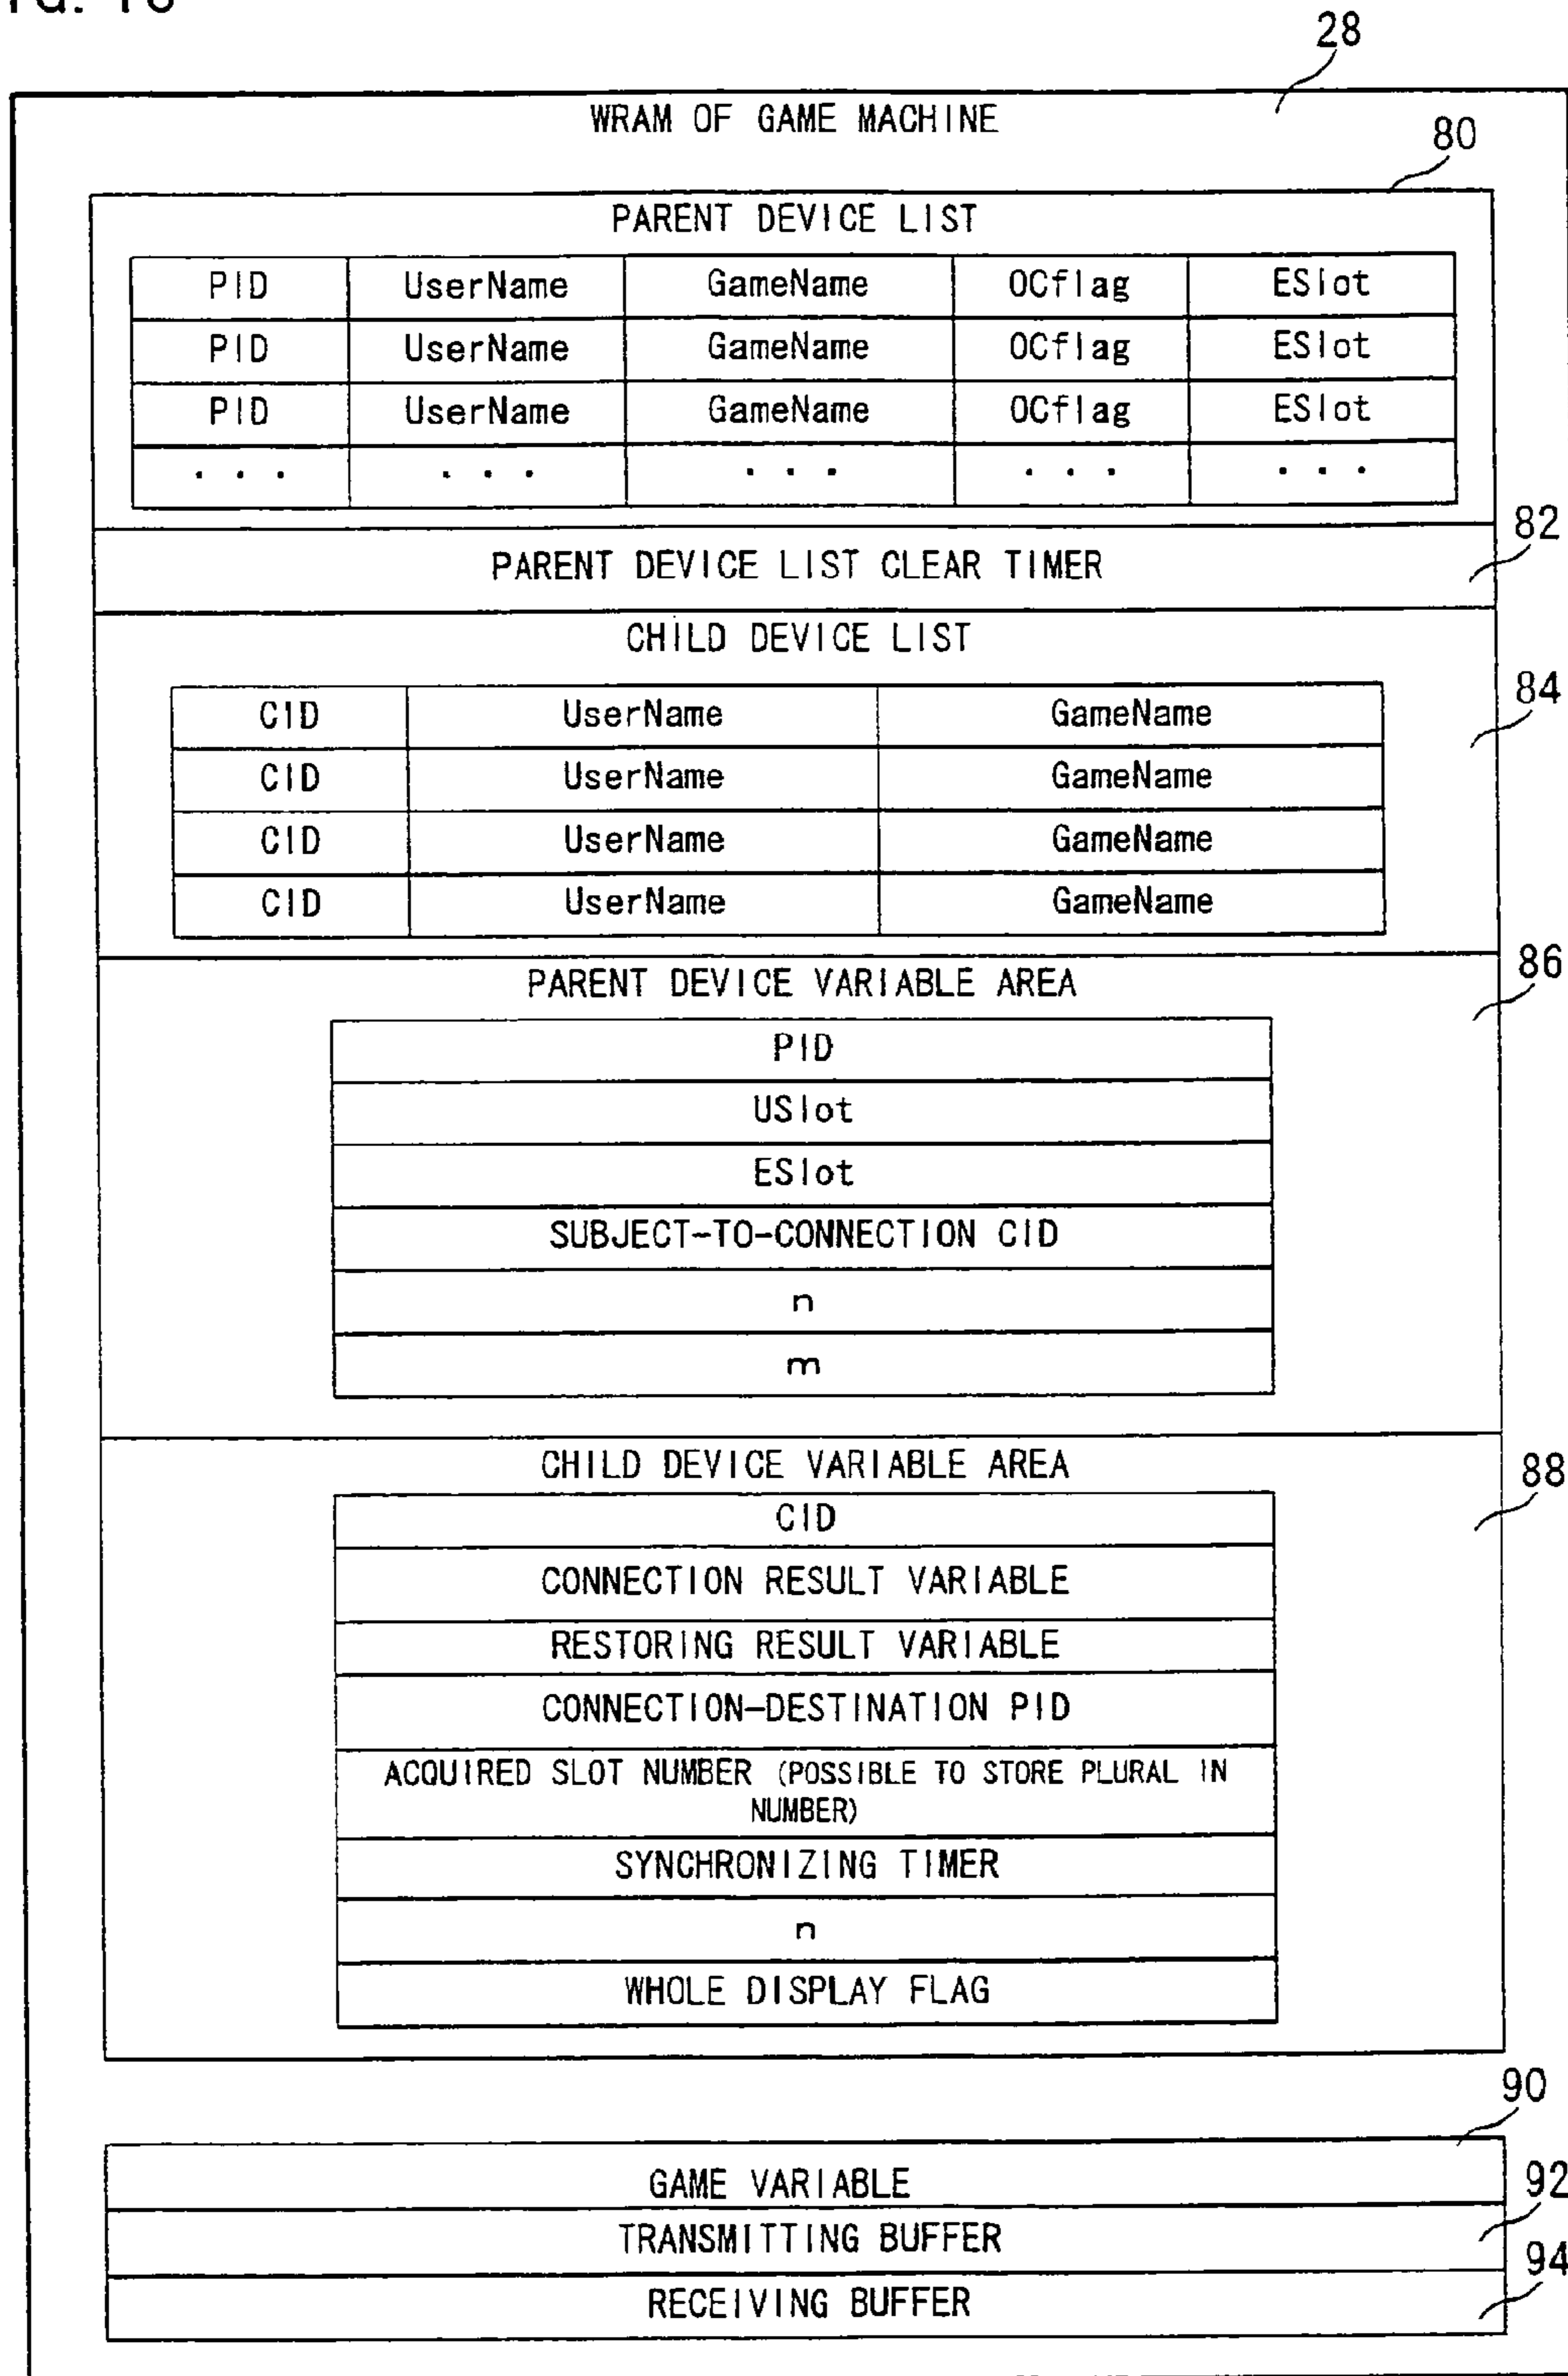 28
WRAM OF GAME MACHINE
80
PARENT DEVICE LIST
PID UserName GameName OCflag ESlot
PID UserName GameName OCflag ESlot
PID UserName GameName OCflag ESlot
... ... ... ... ...
82
PARENT DEVICE LIST CLEAR TIMER
CHILD DEVICE LIST
84
CID UserName GameName
CID UserName GameName
CID UserName GameName
CID UserName GameName
86
PARENT DEVICE VARIABLE AREA
PID
USlot
ESlot
SUBJECT-TO-CONNECTION CID
n
m
CHILD DEVICE VARIABLE AREA
88
CID
CONNECTION RESULT VARIABLE
RESTORING RESULT VARIABLE
CONNECTION-DESTINATION PID
ACQUIRED SLOT NUMBER (POSSIBLE TO STORE PLURAL IN
NUMBER)
SYNCHRONIZING TIMER
n
WHOLE DISPLAY FLAG
90
GAME VARIABLE
92
TRANSMITTING BUFFER
94
RECEIVING BUFFER